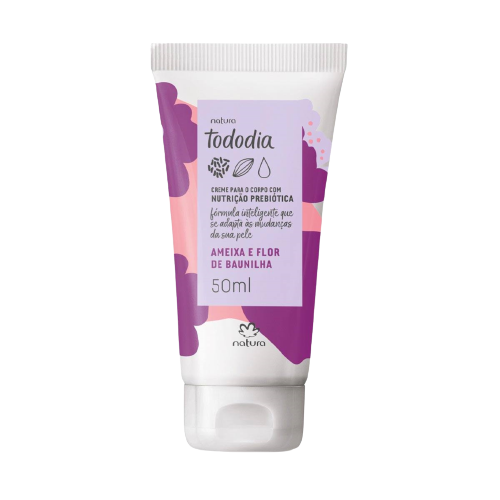 natura
Tododia
CREME PARA O CORPO COM
NUTRIÇÃO PREBIÓTICA
fórmula inteligente que
se adapta às mudanças
da sua pele
AMEIXA E FLOR
DE BAUNILHA
50ml
natura